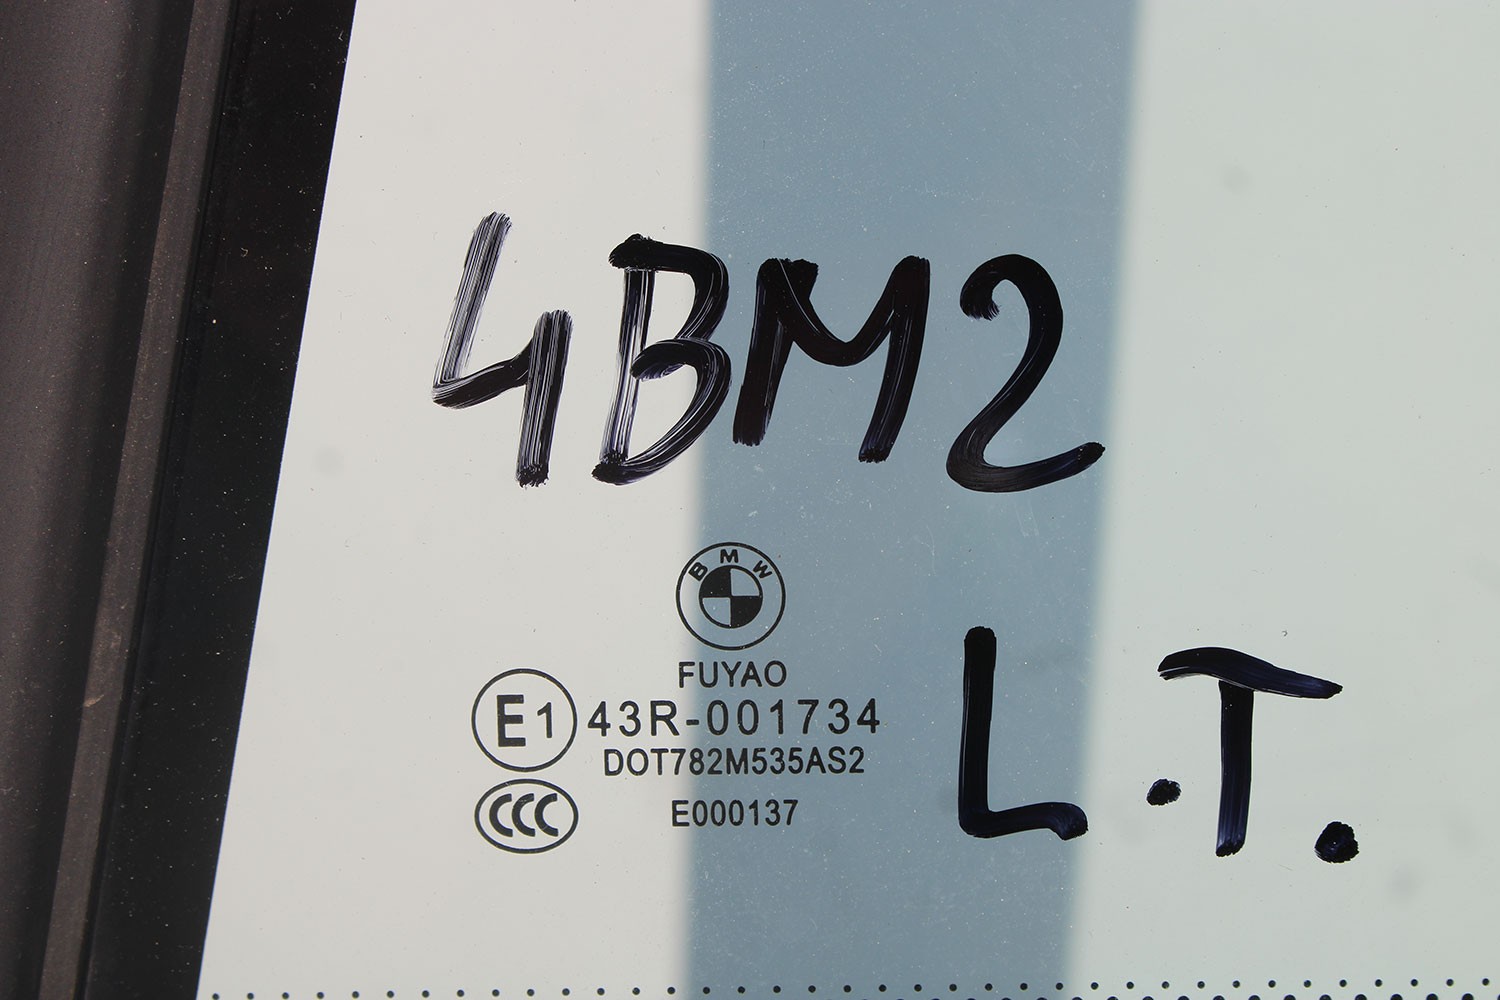 4BM2
BMW
FUYAO
E1 43R-001734
DOT782M535AS2
CCC E000137
L.T.